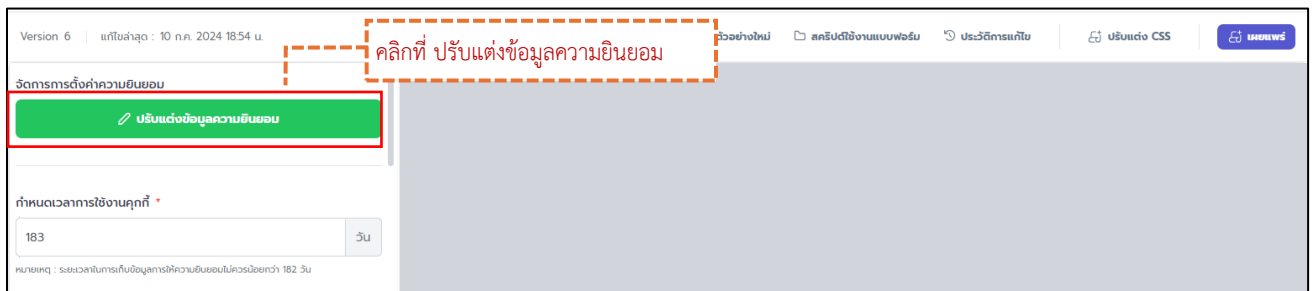 Version 6 แก้ไขล่าสุด : 10 ก.ค. 2024 18:54 น. ตัวอย่างใหม่ สคริปต์ใช้งานแบบฟอร์ม ประวัติการแก้ไข ปรับแต่ง CSS เผยแพร่
คลิกที่ ปรับแต่งข้อมูลความยินยอม
จัดการการตั้งค่าความยินยอม
ปรับแต่งข้อมูลความยินยอม
กำหนดเวลาการใช้งานคุกกี้ *
183 วัน
หมายเหตุ : ระยะเวลาในการเก็บข้อมูลการให้ความยินยอมไม่ควรน้อยกว่า 182 วัน